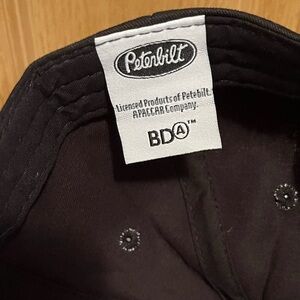 Peterbilt
Licensed Products of Peterbilt.
A PACCAR Company.
BDA™